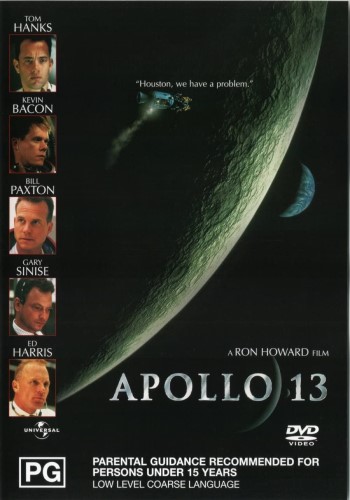 TOM
HANKS
KEVIN
BACON
BILL
PAXTON
GARY
SINISE
ED
HARRIS
"Houston, we have a problem."
A RON HOWARD FILM
APOLLO 13
UNIVERSAL
DVD
VIDEO
PG
PARENTAL GUIDANCE RECOMMENDED FOR
PERSONS UNDER 15 YEARS
LOW LEVEL COARSE LANGUAGE